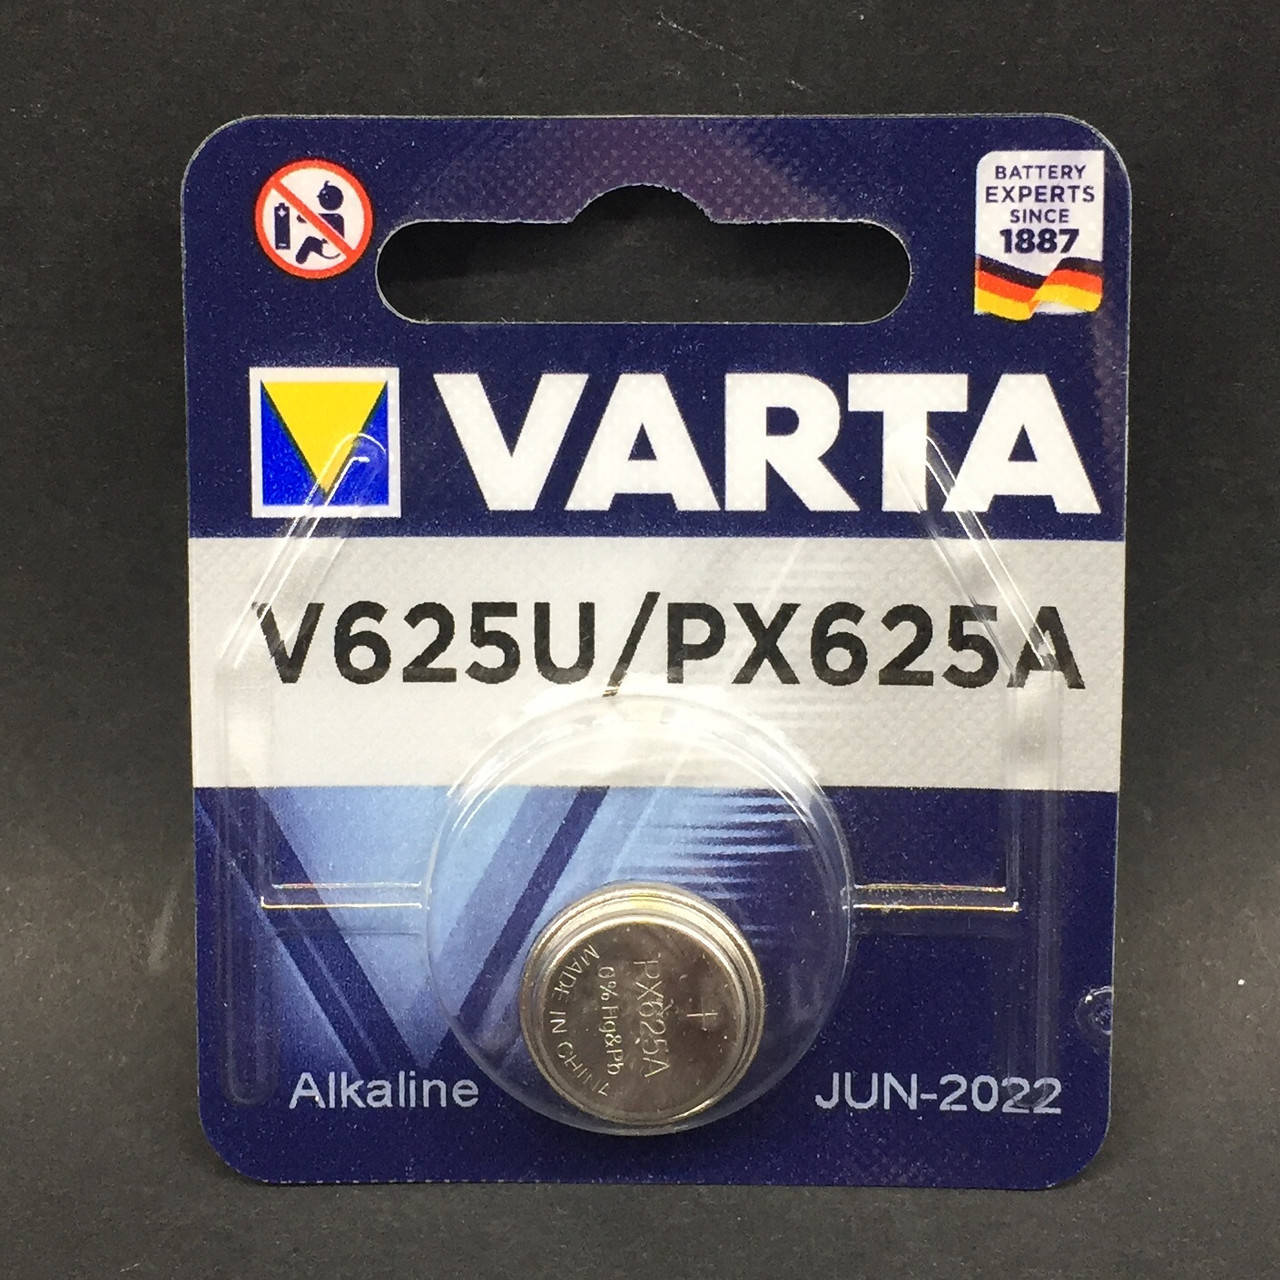 BATTERY
EXPERTS
SINCE
1887
VARTA
V625U/PX625A
PX625A
0% Hg&Pb
MADE IN CHINA
+
Alkaline
JUN-2022